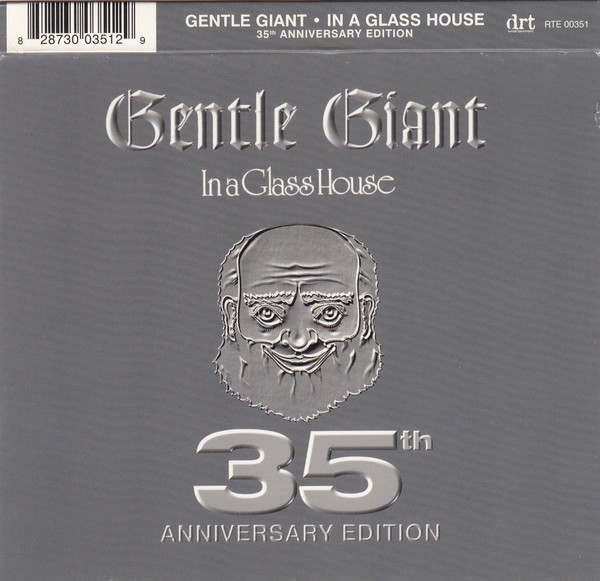 8 28730 03512 9
GENTLE GIANT • IN A GLASS HOUSE
35th ANNIVERSARY EDITION
drt
RTE 00351
Gentle Giant
In a Glass House
35th
ANNIVERSARY EDITION